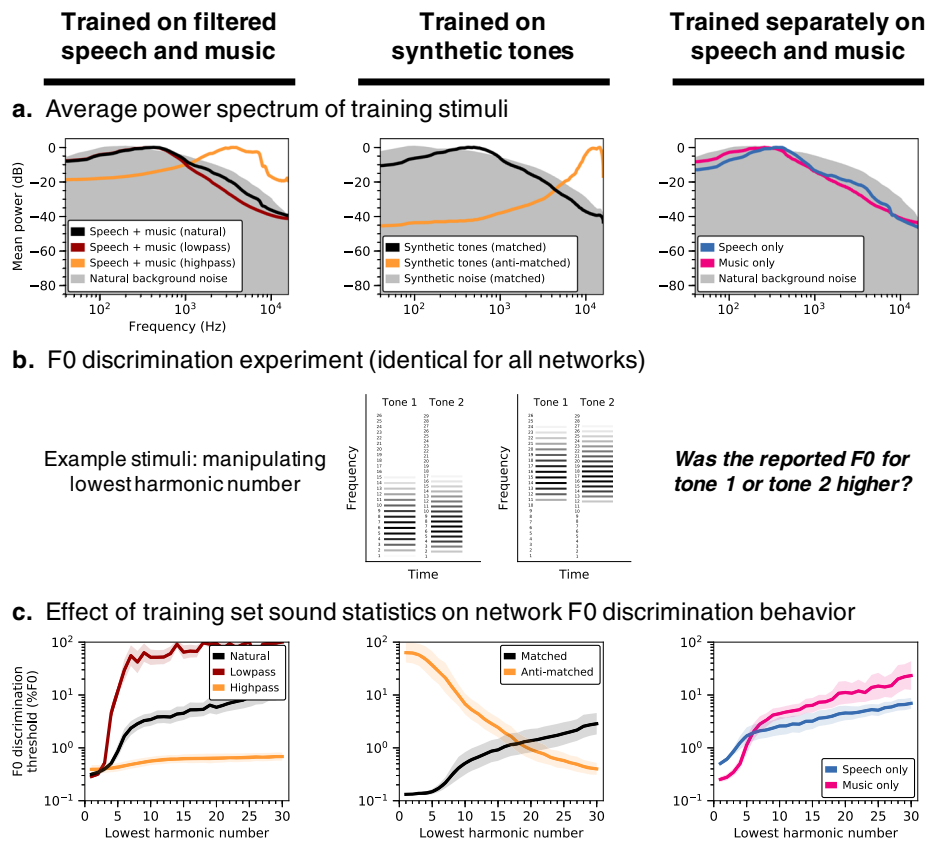 Trained on filtered
speech and music
Trained on
synthetic tones
Trained separately on
speech and music
a. Average power spectrum of training stimuli
Mean power (dB)
0
−20
−40
−60
−80
Speech + music (natural)
Speech + music (lowpass)
Speech + music (highpass)
Natural background noise
10²
10³
10⁴
Frequency (Hz)
0
−20
−40
−60
−80
Synthetic tones (matched)
Synthetic tones (anti-matched)
Synthetic noise (matched)
10²
10³
10⁴
0
−20
−40
−60
−80
Speech only
Music only
Natural background noise
10²
10³
10⁴
b. F0 discrimination experiment (identical for all networks)
Example stimuli: manipulating
lowest harmonic number
Tone 1 Tone 2
Frequency
Time
Tone 1 Tone 2
Frequency
Time
Was the reported F0 for
tone 1 or tone 2 higher?
c. Effect of training set sound statistics on network F0 discrimination behavior
F0 discrimination
threshold (%F0)
10²
10¹
10⁰
10⁻¹
Natural
Lowpass
Highpass
0 5 10 15 20 25 30
Lowest harmonic number
10²
10¹
10⁰
10⁻¹
Matched
Anti-matched
0 5 10 15 20 25 30
Lowest harmonic number
10²
10¹
10⁰
10⁻¹
Speech only
Music only
0 5 10 15 20 25 30
Lowest harmonic number